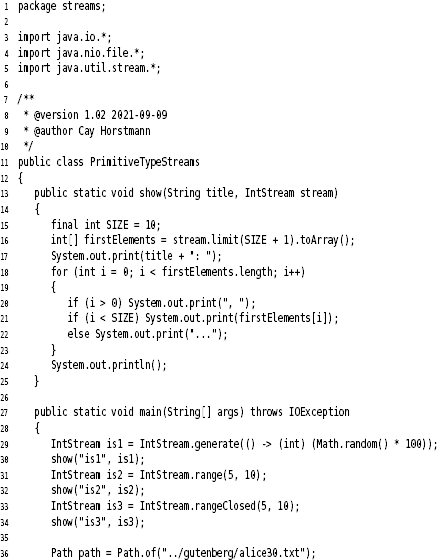 1 package streams;
2
3 import java.io.*;
4 import java.nio.file.*;
5 import java.util.stream.*;
6
7 /**
8  * @version 1.02 2021-09-09
9  * @author Cay Horstmann
10  */
11 public class PrimitiveTypeStreams
12 {
13    public static void show(String title, IntStream stream)
14    {
15       final int SIZE = 10;
16       int[] firstElements = stream.limit(SIZE + 1).toArray();
17       System.out.print(title + ": ");
18       for (int i = 0; i < firstElements.length; i++)
19       {
20          if (i > 0) System.out.print(", ");
21          if (i < SIZE) System.out.print(firstElements[i]);
22          else System.out.print("...");
23       }
24       System.out.println();
25    }
26
27    public static void main(String[] args) throws IOException
28    {
29       IntStream is1 = IntStream.generate(() -> (int) (Math.random() * 100));
30       show("is1", is1);
31       IntStream is2 = IntStream.range(5, 10);
32       show("is2", is2);
33       IntStream is3 = IntStream.rangeClosed(5, 10);
34       show("is3", is3);
35
36       Path path = Path.of("../gutenberg/alice30.txt");